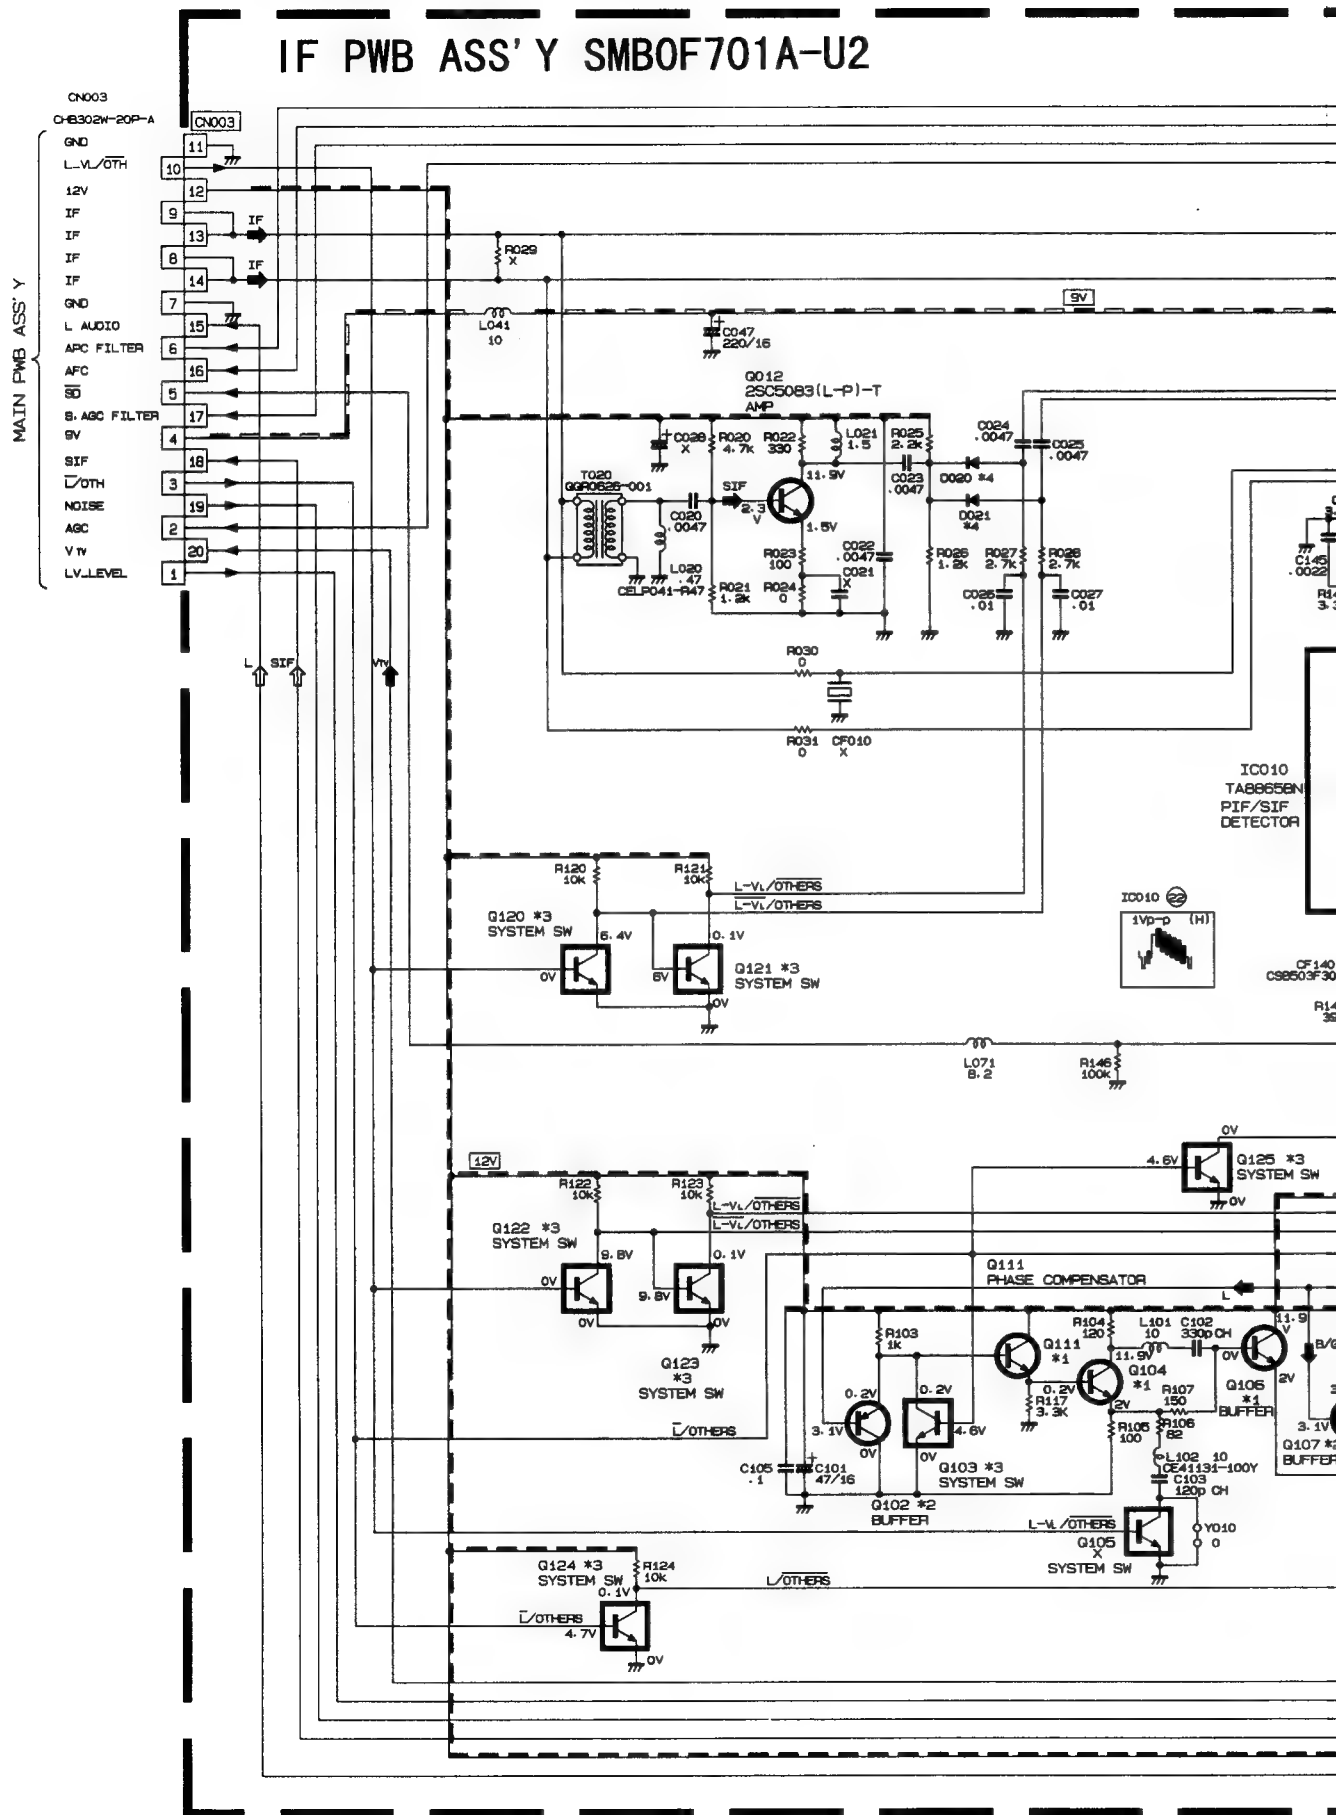 IF PWB ASS'Y SMB0F701A-U2
CN003
CHB302W-20P-A
CN003
MAIN PWB ASS'Y
GND 11
L-VL/OTH 10
12V 12
IF 9
IF 13
IF 8
IF 14
GND 7
L AUDIO 15
APC FILTER 6
AFC 16
SD 5
S.AGC FILTER 17
9V 4
SIF 18
L/OTH 3
NOISE 19
AGC 2
V TV 20
LV_LEVEL 1
IF
IF
R029
X
9V
L041
10
C047
220/16
Q012
2SC5083(L-P)-T
AMP
C028
X
R020
4.7k
R022
330
L021
1.5
R025
2.2k
C024
.0047
C025
.0047
11.9V
C023
.0047
D020 *4
T020
QQR0626-001
SIF
2.3
V
D021
*4
C020
.0047
1.5V
R023
100
C022
.0047
R026
1.2k
R027
2.7k
R028
2.7k
C145
.0022
L020
.47
CELP041-R47
R021
1.2k
R024
0
C021
X
C026
.01
C027
.01
R14
3.3
L
SIF
VTV
R030
0
R031
0
CF010
X
IC010
TA8865BN
PIF/SIF
DETECTOR
R120
10k
R121
10k
L-VL/OTHERS
L-VL/OTHERS
IC010 22
1Vp-p (H)
Q120 *3
SYSTEM SW
6.4V
0V
0.1V
6V
Q121 *3
SYSTEM SW
0V
CF140
CSB503F30
R14
39
L071
8.2
R146
100k
0V
4.6V
Q125 *3
SYSTEM SW
0V
12V
R122
10k
R123
10k
L-VL/OTHERS
L-VL/OTHERS
Q122 *3
SYSTEM SW
9.8V
0V
0.1V
9.8V
0V
0V
Q123
*3
SYSTEM SW
Q111
PHASE COMPENSATOR
L
R103
1k
Q111
*1
R104
120
L101
10
C102
330p CH
11.9
V
11.9V
0V
B/G
Q104
*1
0.2V
0.2V
0.2V
R117
3.3K
2V
R107
150
Q106
*1
BUFFER
2V
3.1V
4.6V
R105
100
R106
82
3.1V
L/OTHERS
Q107 *2
BUFFER
0V
0V
C105
.1
C101
47/16
Q103 *3
SYSTEM SW
L102 10
CE41131-100Y
C103
120p CH
Q102 *2
BUFFER
L-VL/OTHERS
Q105
X
SYSTEM SW
Y010
0
Q124 *3
SYSTEM SW
R124
10k
0.1V
L/OTHERS
L/OTHERS
4.7V
0V